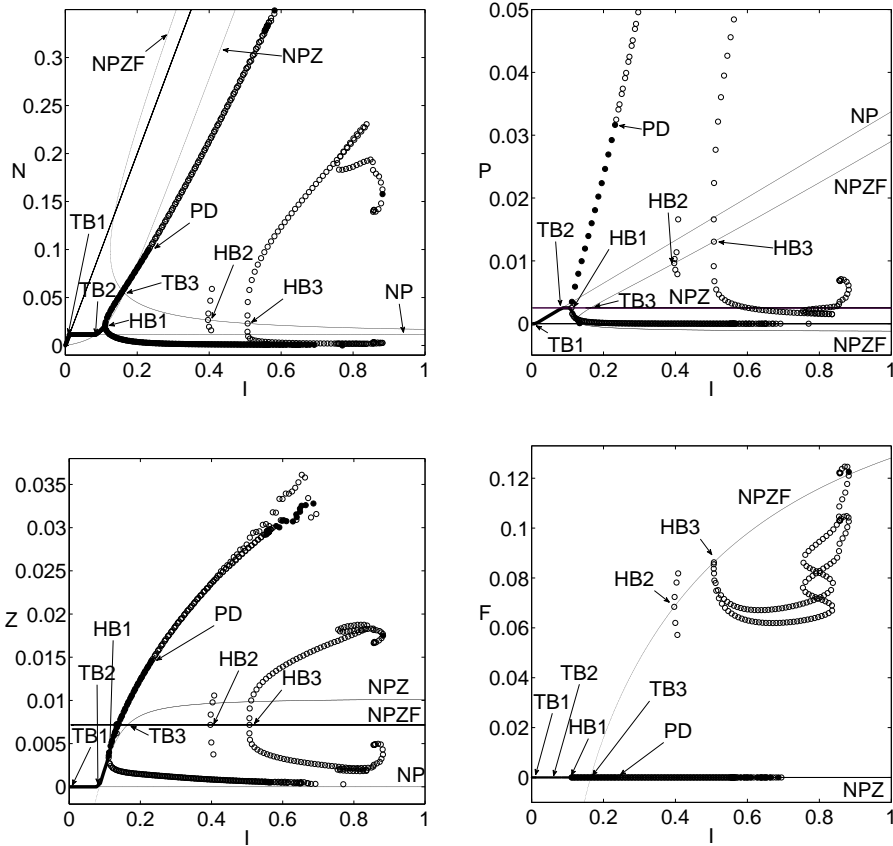 0.3
0.2
0.1
0.05
0
N
NPZF
NPZ
TB1
TB2
PD
TB3
HB1
HB2
HB3
NP
0 0.2 0.4 0.6 0.8 1
I
0.05
0.04
0.03
0.02
0.01
0
P
PD
NP
NPZF
HB2
TB2
HB1
HB3
TB3
NPZ
TB1
NPZF
0 0.2 0.4 0.6 0.8 1
I
0.035
0.03
0.025
0.02
0.015
0.01
0.005
0
Z
HB1
PD
TB2
HB2
HB3
NPZ
NPZF
TB1
TB3
NP
0 0.2 0.4 0.6 0.8 1
I
0.12
0.1
0.08
0.06
0.04
0.02
0
F
NPZF
HB3
HB2
TB1
TB2
TB3
HB1
PD
NPZ
0 0.2 0.4 0.6 0.8 1
I